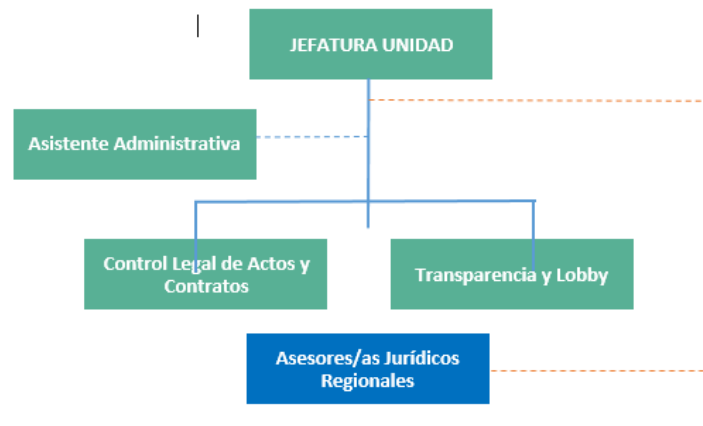 JEFATURA UNIDAD
Asistente Administrativa
Control Legal de Actos y
Contratos
Transparencia y Lobby
Asesores/as Jurídicos
Regionales